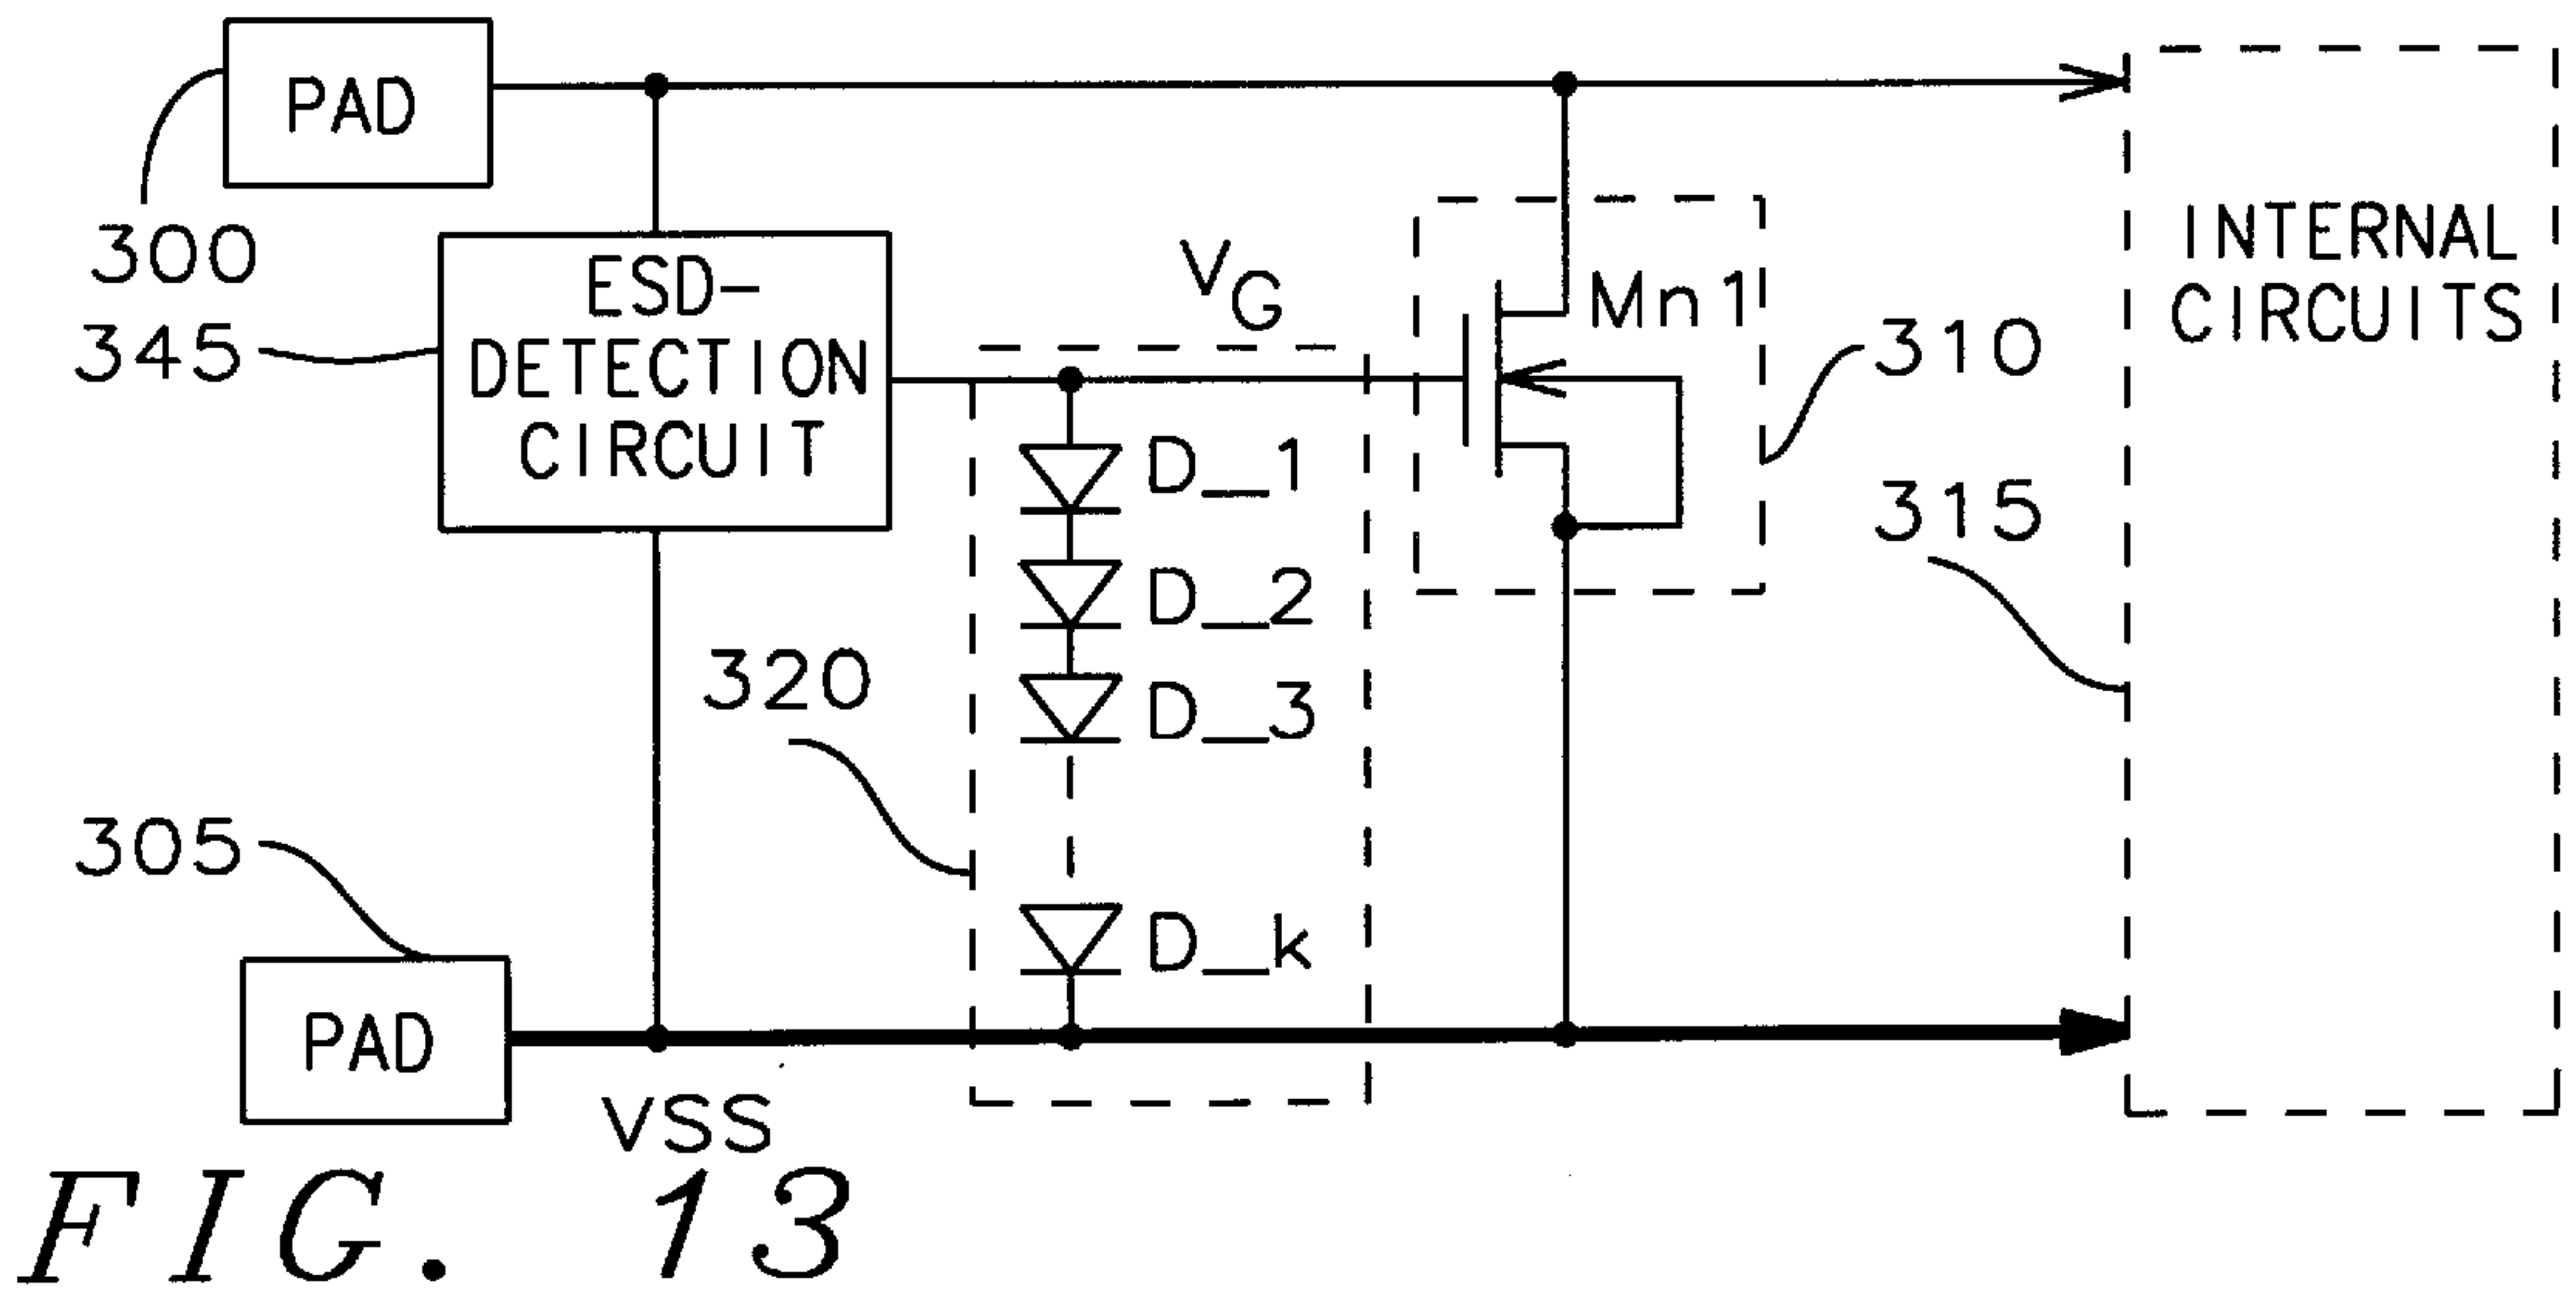 PAD
300
345
ESD-
DETECTION
CIRCUIT
VG
Mn1
310
INTERNAL
CIRCUITS
315
D_1
D_2
D_3
D_k
320
305
PAD
VSS
FIG. 13